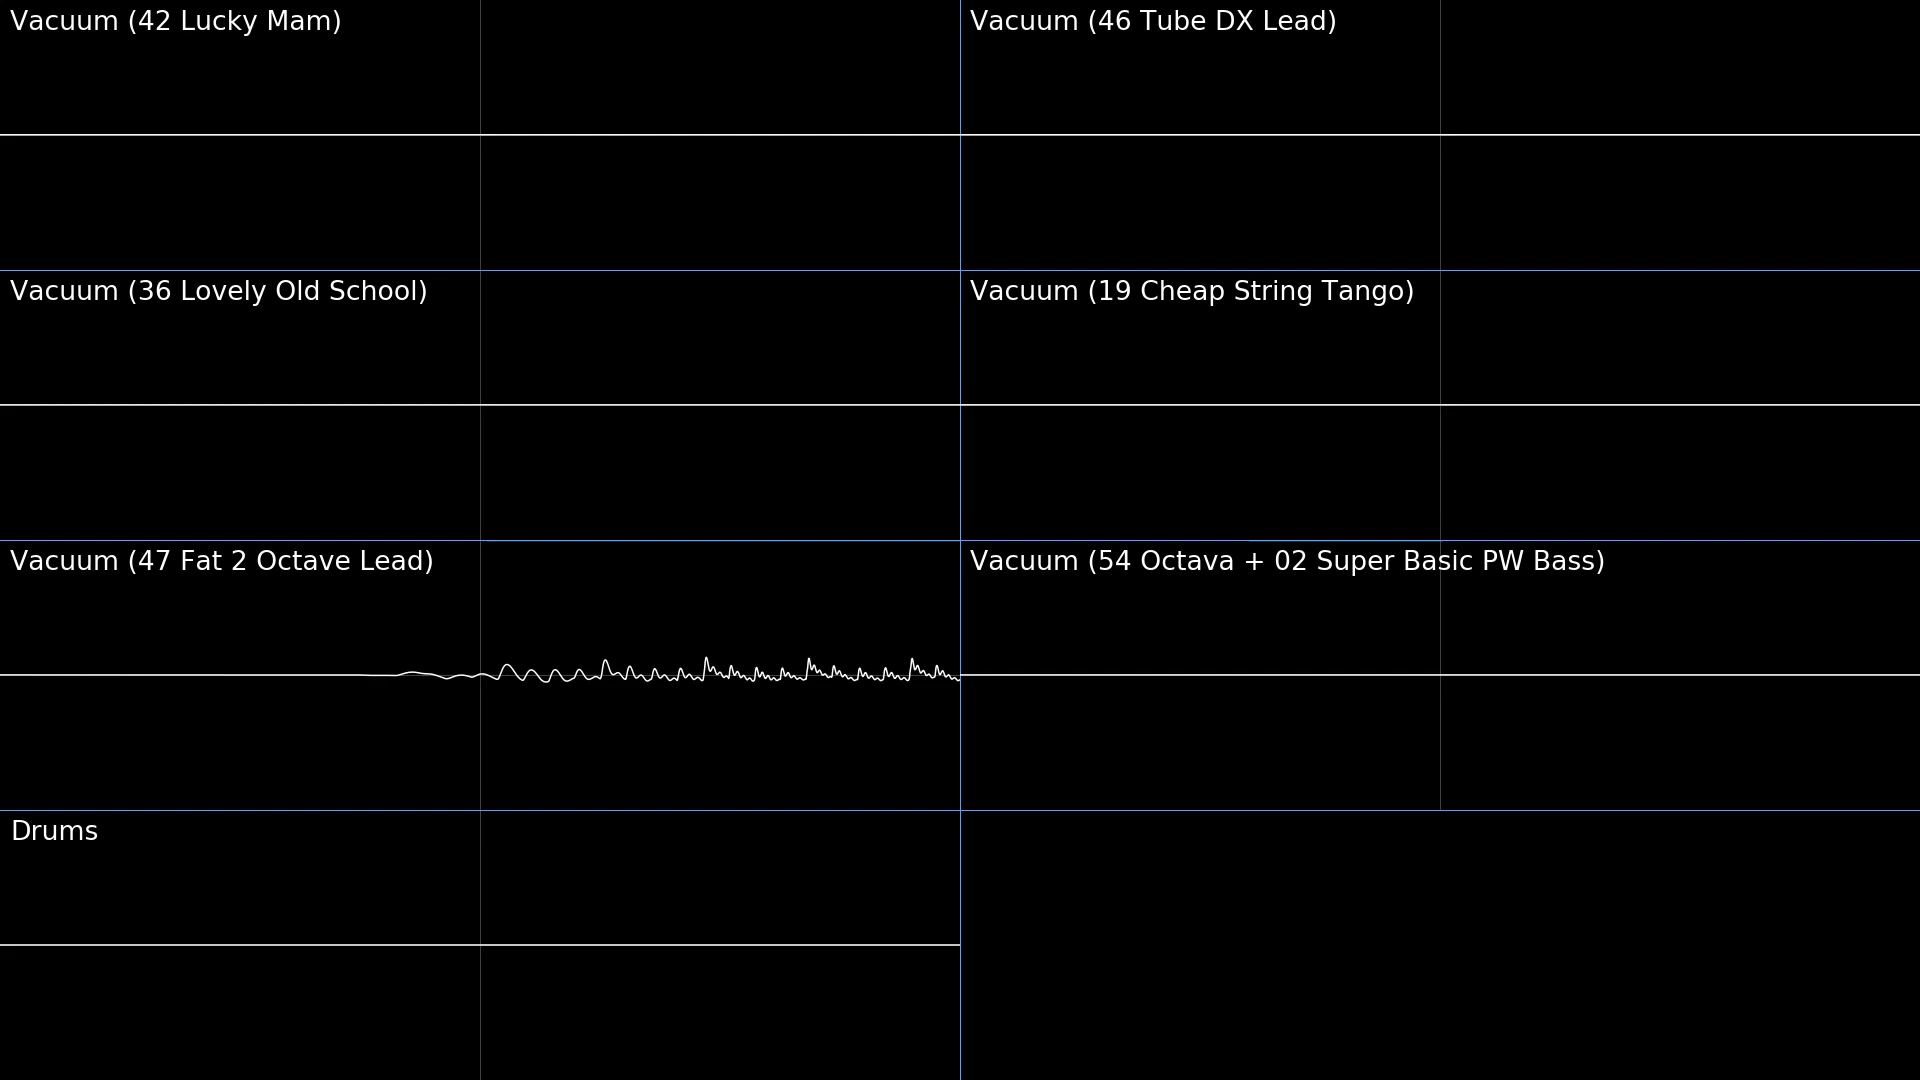 Vacuum (42 Lucky Mam)
Vacuum (46 Tube DX Lead)
Vacuum (36 Lovely Old School)
Vacuum (19 Cheap String Tango)
Vacuum (47 Fat 2 Octave Lead)
Vacuum (54 Octava + 02 Super Basic PW Bass)
Drums